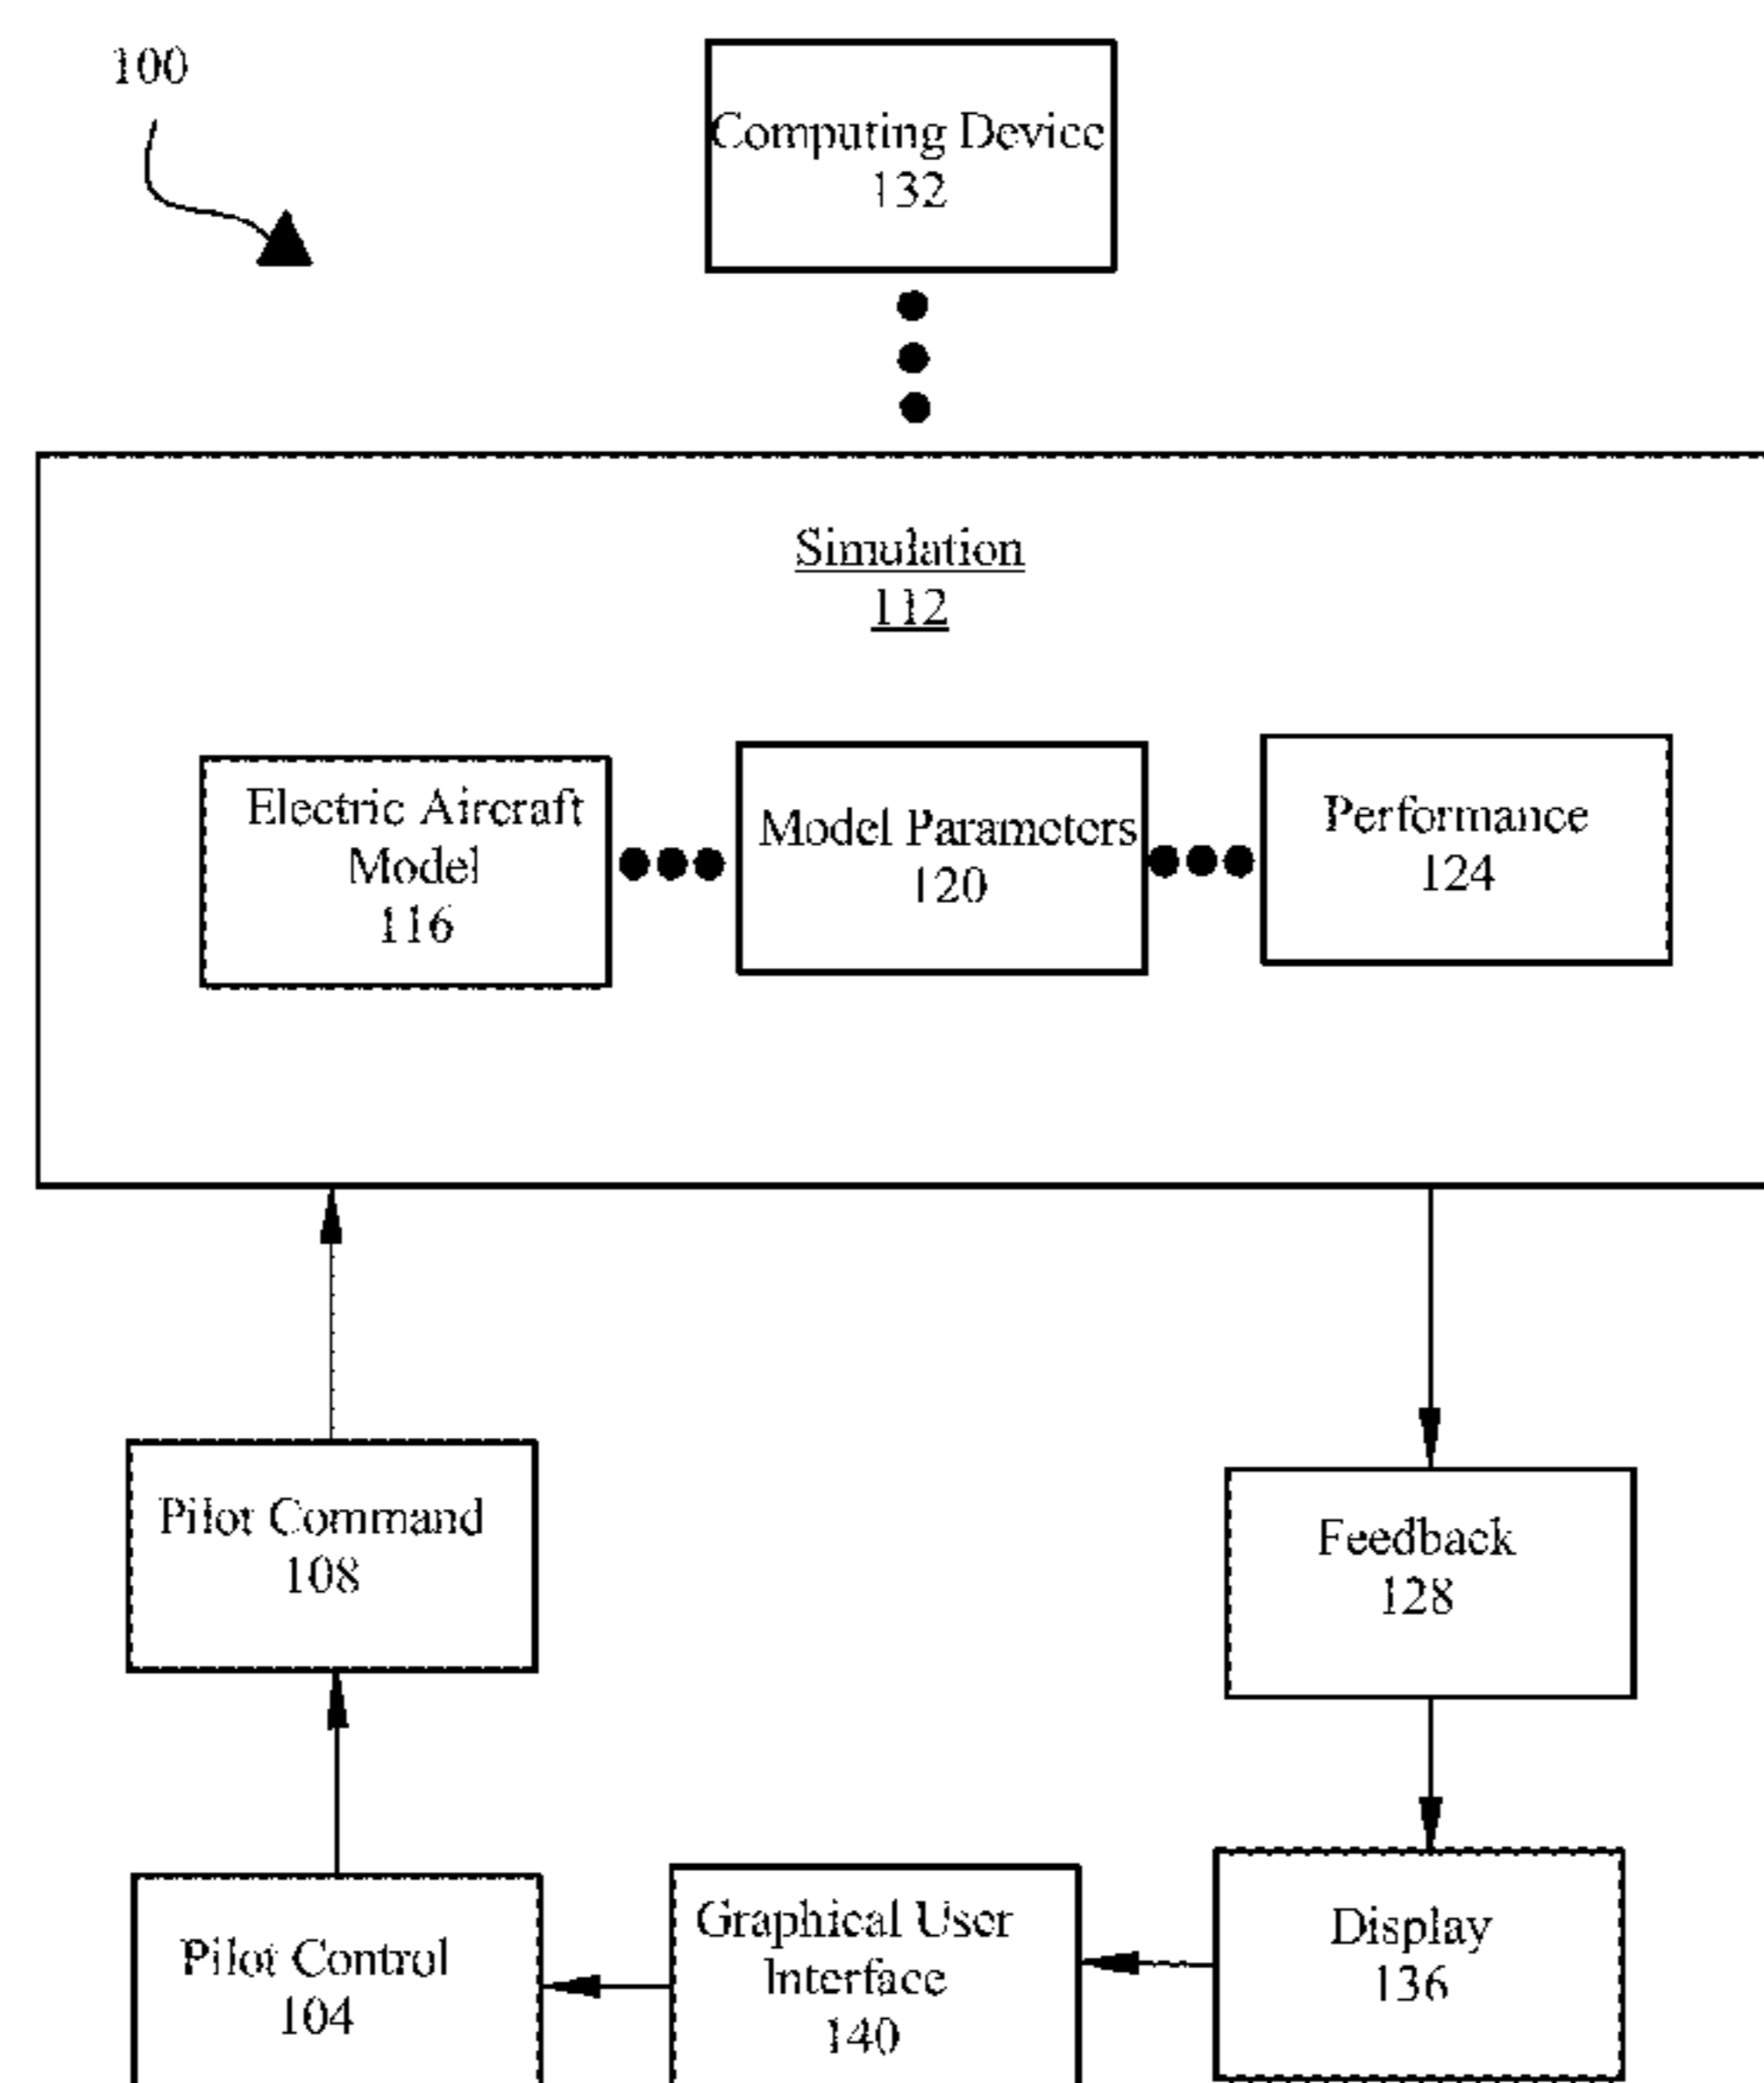 100
Computing Device
132
Simulation
112
Electric Aircraft
Model
116
Model Parameters
120
Performance
124
Pilot Command
108
Feedback
128
Pilot Control
104
Graphical User
Interface
140
Display
136